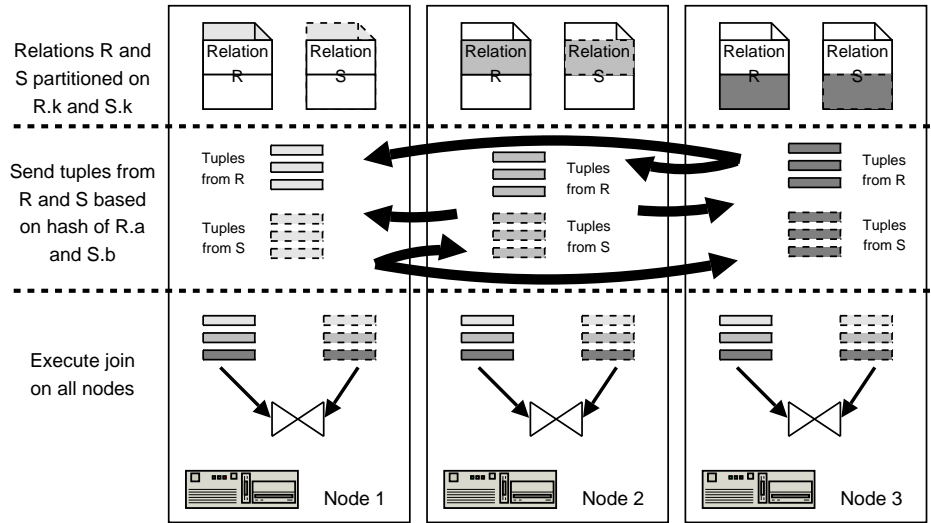 Relations R and
S partitioned on
R.k and S.k
Relation
R
Relation
S
Relation
R
Relation
S
Relation
R
Relation
S
Send tuples from
R and S based
on hash of R.a
and S.b
Tuples
from R
Tuples
from S
Tuples
from R
Tuples
from S
Tuples
from R
Tuples
from S
Execute join
on all nodes
Node 1
Node 2
Node 3